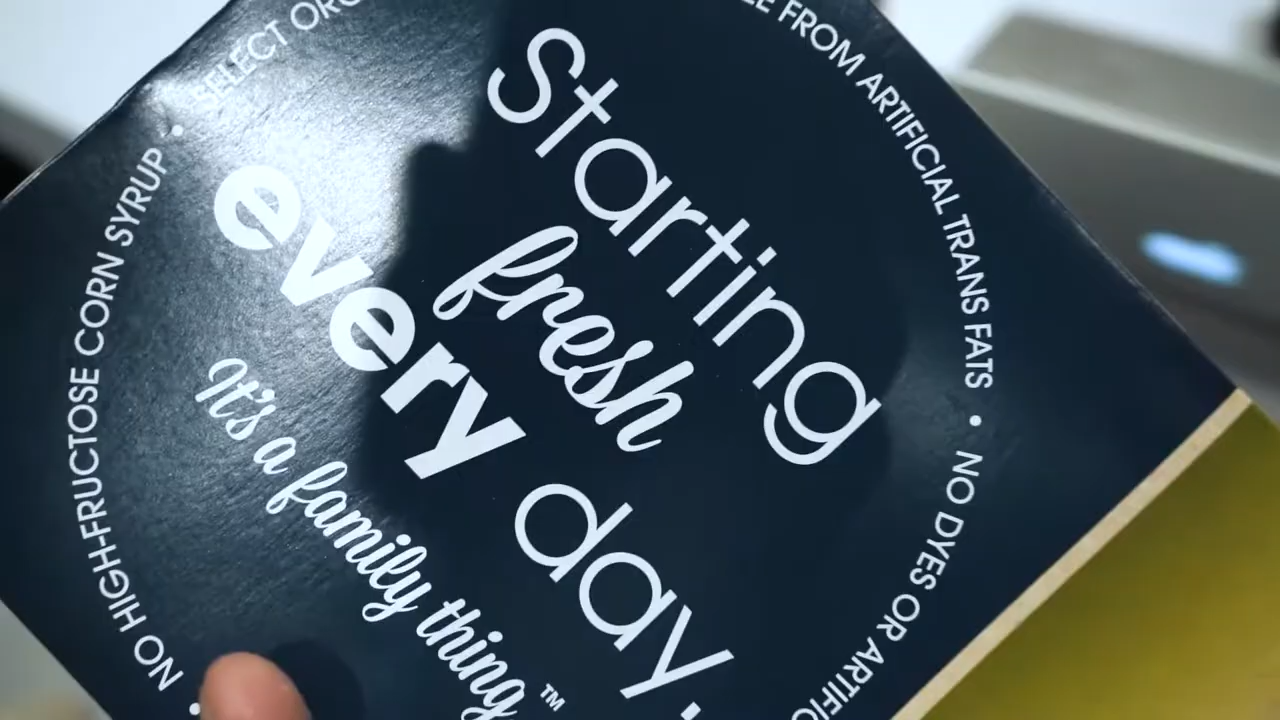 Starting
fresh
every day.
It's a family thing™
NO HIGH-FRUCTOSE CORN SYRUP • SELECT
FROM ARTIFICIAL TRANS FATS • NO DYES OR